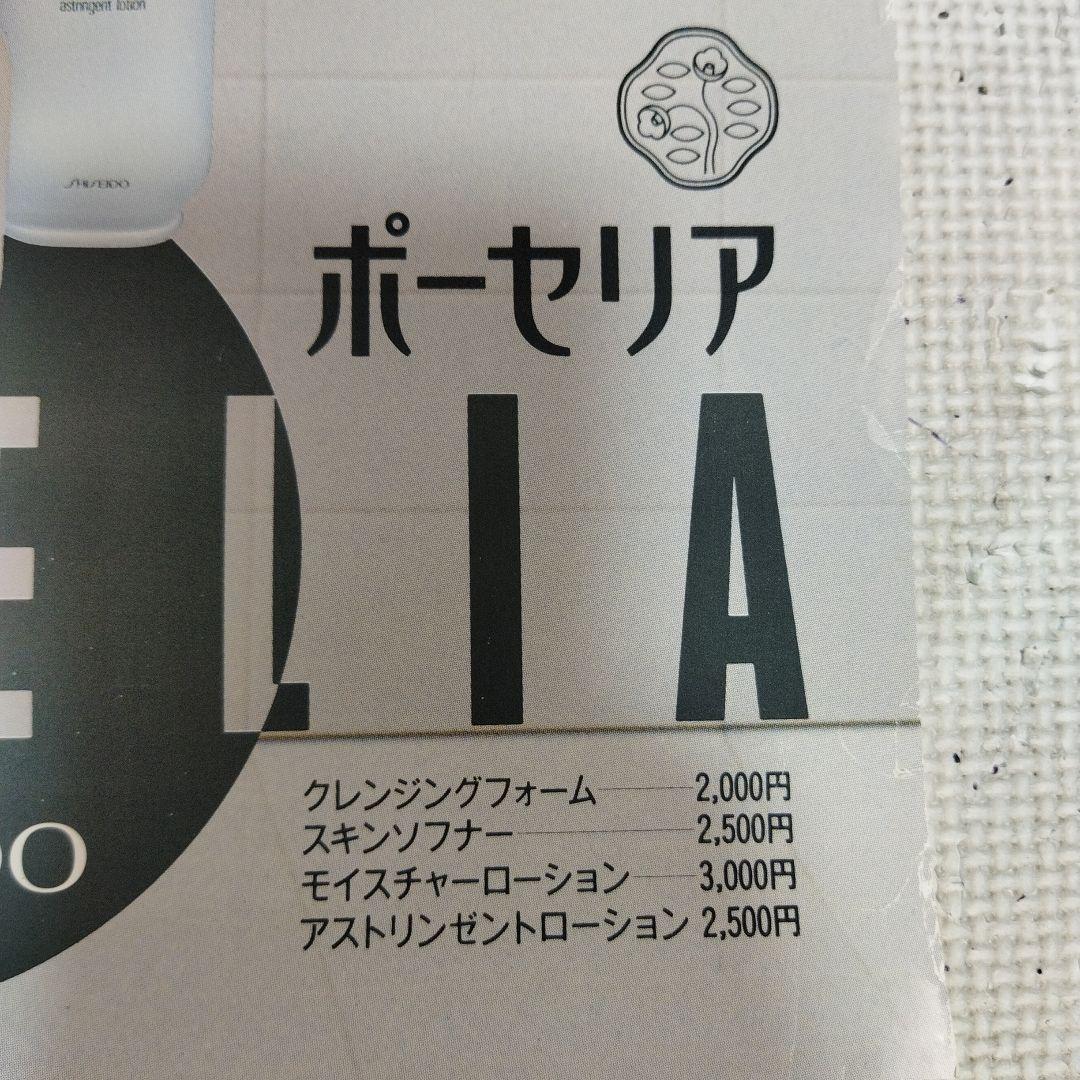 astringent lotion
SHISEIDO
ポーセリア
ELIA
クレンジングフォーム 2,000円
スキンソフナー 2,500円
モイスチャーローション 3,000円
アストリンゼントローション 2,500円
DO